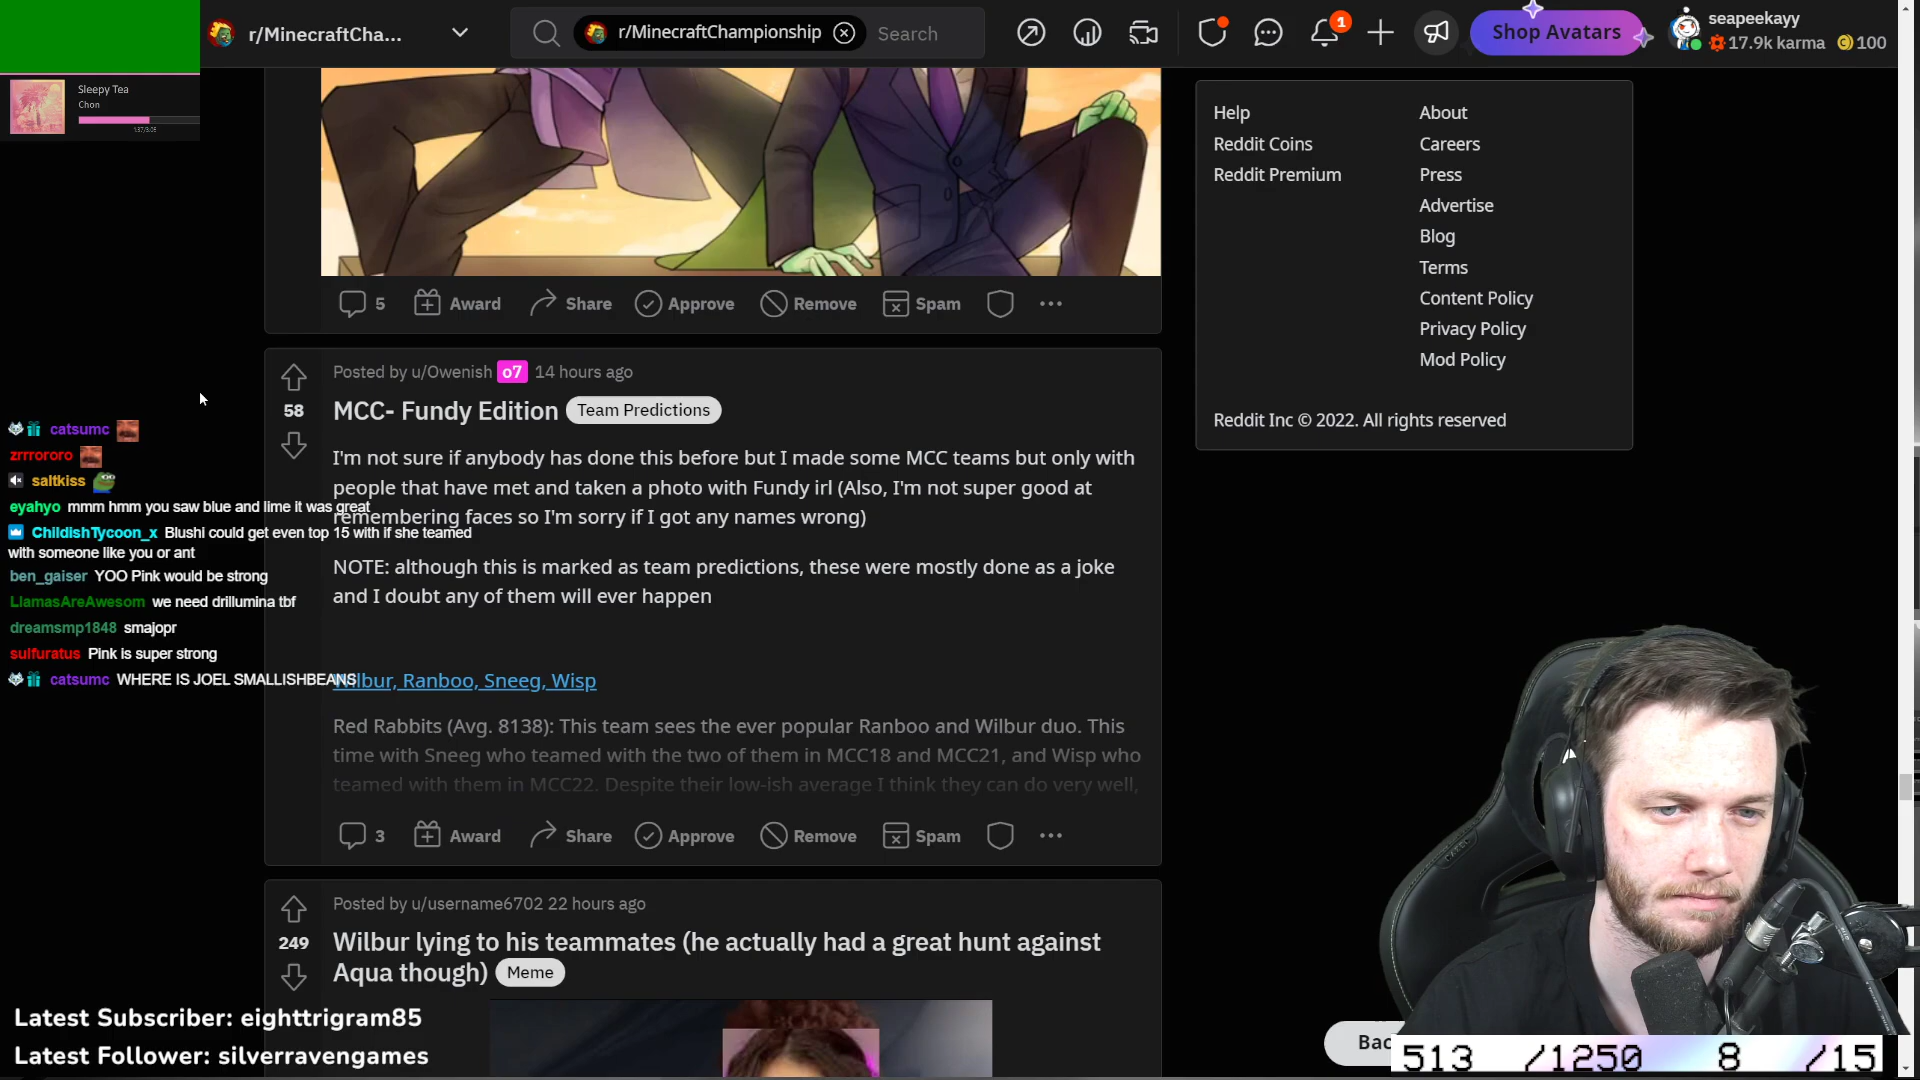 r/MinecraftCha...
r/MinecraftChampionship
Search
1
Shop Avatars
seapeekayy
17.9k karma
100
Sleepy Tea
Chon
1:37/3:05
Help
Reddit Coins
Reddit Premium
About
Careers
Press
Advertise
Blog
Terms
Content Policy
Privacy Policy
Mod Policy
Reddit Inc © 2022. All rights reserved
5 Award Share Approve Remove Spam
Posted by u/Owenish o7 14 hours ago
58
MCC- Fundy Edition Team Predictions
I'm not sure if anybody has done this before but I made some MCC teams but only with
people that have met and taken a photo with Fundy irl (Also, I'm not super good at
remembering faces so I'm sorry if I got any names wrong)
NOTE: although this is marked as team predictions, these were mostly done as a joke
and I doubt any of them will ever happen
Wilbur, Ranboo, Sneeg, Wisp
Red Rabbits (Avg. 8138): This team sees the ever popular Ranboo and Wilbur duo. This
time with Sneeg who teamed with the two of them in MCC18 and MCC21, and Wisp who
teamed with them in MCC22. Despite their low-ish average I think they can do very well,
3 Award Share Approve Remove Spam
Posted by u/username6702 22 hours ago
249
Wilbur lying to his teammates (he actually had a great hunt against
Aqua though) Meme
catsumc
zrrrororo
saltkiss
eyahyo mmm hmm you saw blue and lime it was great
ChildishTycoon_x Blushi could get even top 15 with if she teamed
with someone like you or ant
ben_gaiser YOO Pink would be strong
LlamasAreAwesom we need drillumina tbf
dreamsmp1848 smajopr
sulfuratus Pink is super strong
catsumc WHERE IS JOEL SMALLISHBEANS
Latest Subscriber: eighttrigram85
Latest Follower: silverravengames
Bac
513 /1250 8 /15